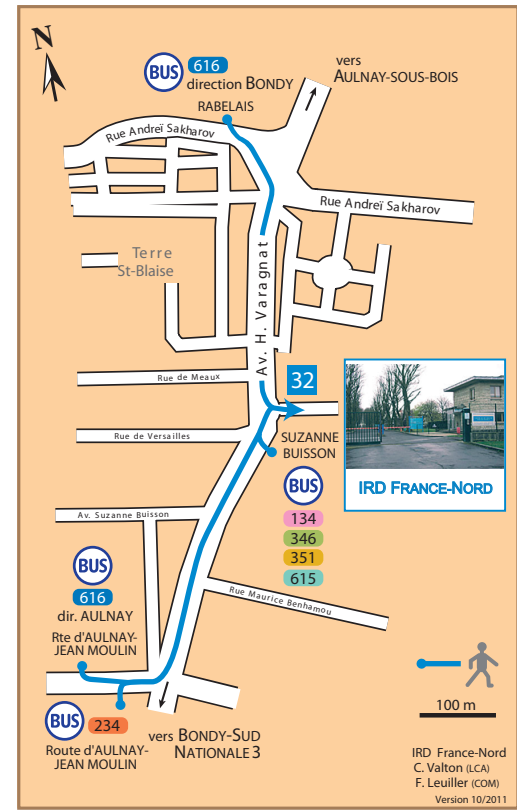 N
BUS 616
direction BONDY
RABELAIS
vers
AULNAY-SOUS-BOIS
Rue Andreï Sakharov
Rue Andreï Sakharov
Terre
St-Blaise
Av. H. Varagnat
32
Rue de Meaux
Rue de Versailles
SUZANNE
BUISSON
BUS
134
346
351
615
IRD FRANCE-NORD
Av. Suzanne Buisson
BUS
616
dir. AULNAY
Rte d'AULNAY-
JEAN MOULIN
Rue Maurice Benhamou
BUS 234
Route d'AULNAY-
JEAN MOULIN
vers BONDY-SUD
NATIONALE 3
100 m
IRD France-Nord
C. Valton (LCA)
F. Leuiller (COM)
Version 10/2011